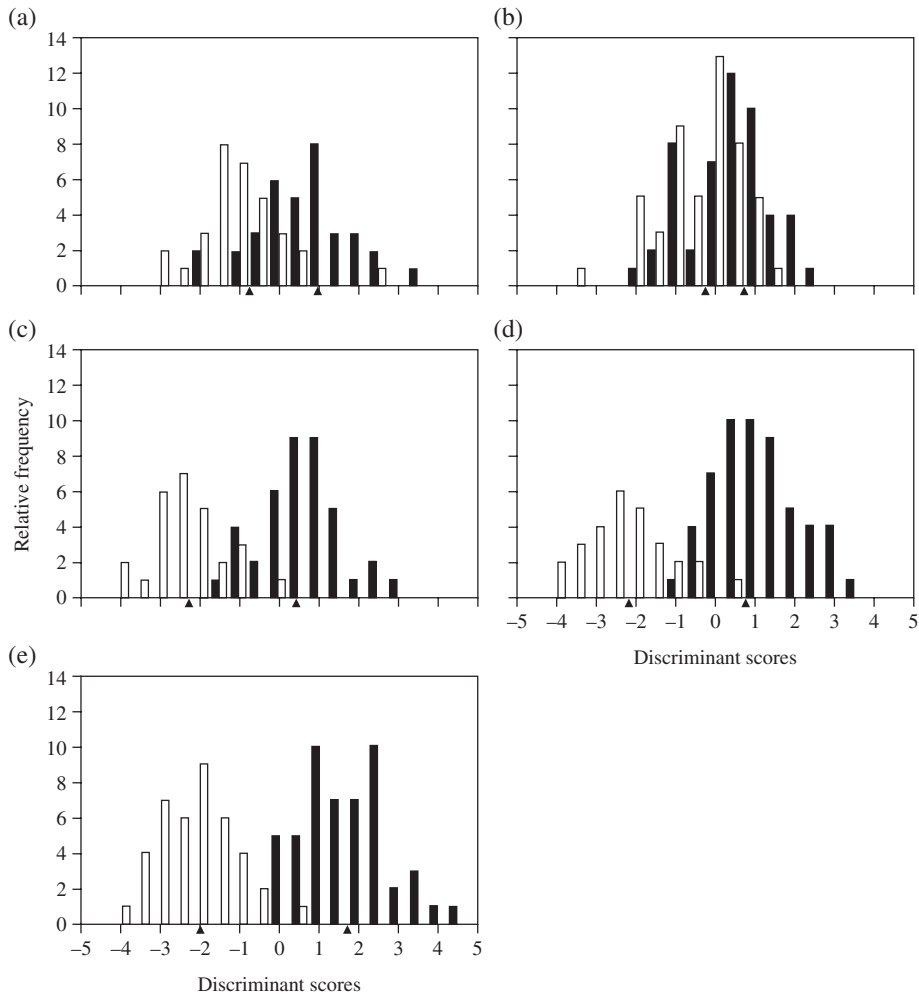 (a)
14
12
10
8
6
4
2
0
(b)
(c)
14
12
10
8
6
4
2
0
Relative frequency
(d)
–5 –4 –3 –2 –1 0 1 2 3 4 5
Discriminant scores
(e)
14
12
10
8
6
4
2
0
–5 –4 –3 –2 –1 0 1 2 3 4 5
Discriminant scores